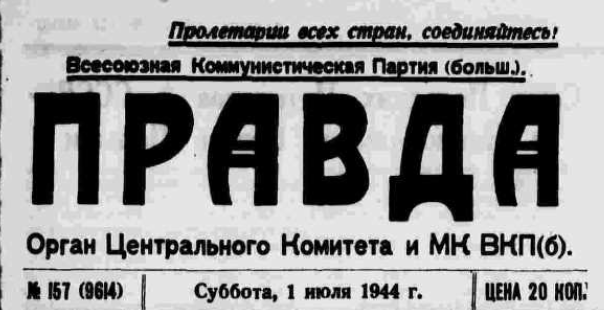 Пролетарии всех стран, соединяйтесь!
Всесоюзная Коммунистическая Партия (больш.).
ПРАВДА
Орган Центрального Комитета и МК ВКП(б).
№ 157 (9614) Суббота, 1 июля 1944 г. ЦЕНА 20 КОП.